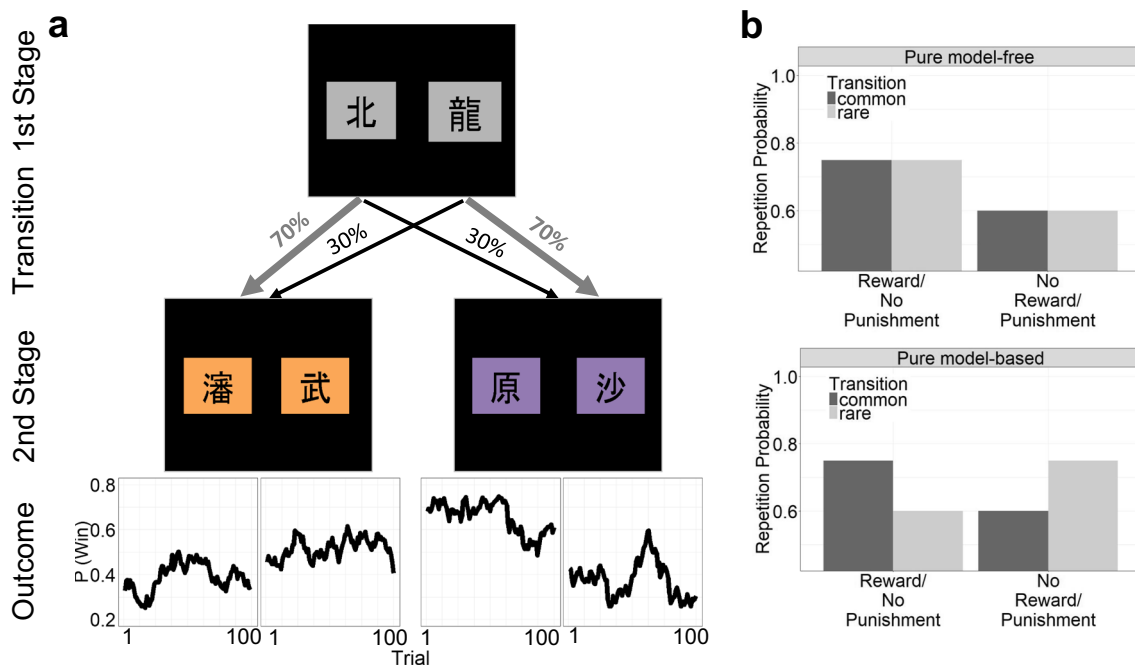 a
1st Stage
北 龍
Transition
70% 30% 30% 70%
2nd Stage
瀋 武 原 沙
Outcome
P (Win)
0.8
0.6
0.4
0.2
1 100 1 100 1 100 1 100
Trial
b
Pure model-free
Repetition Probability
1.0
0.8
0.6
Transition
common
rare
Reward/
No
Punishment
No
Reward/
Punishment
Pure model-based
Repetition Probability
1.0
0.8
0.6
Transition
common
rare
Reward/
No
Punishment
No
Reward/
Punishment